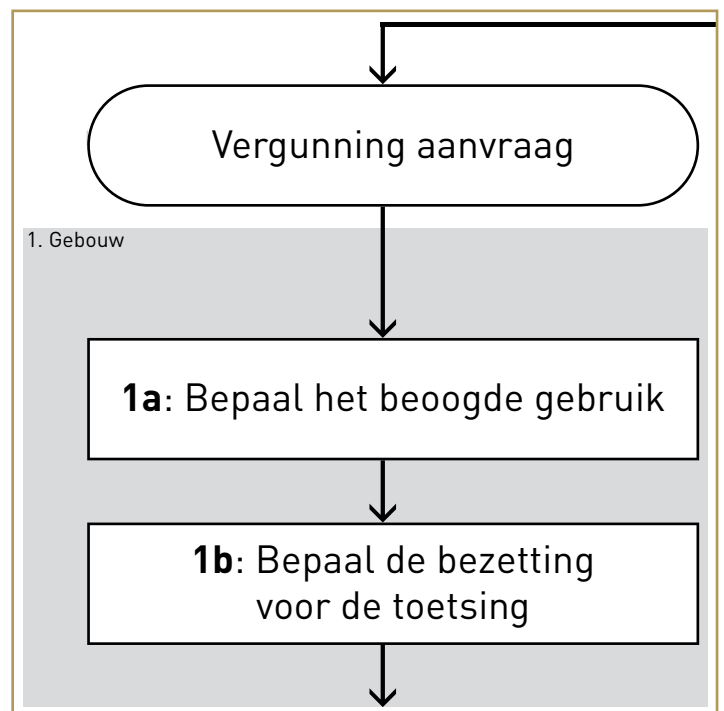 Vergunning aanvraag
1. Gebouw
1a: Bepaal het beoogde gebruik
1b: Bepaal de bezetting
voor de toetsing